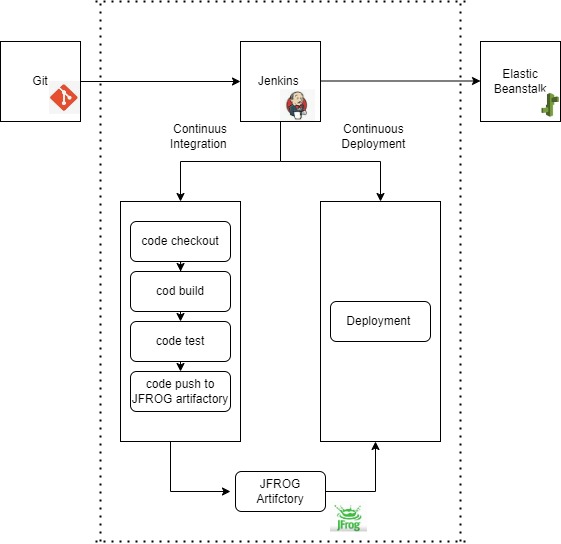 Git
Jenkins
Elastic
Beanstalk
Continuus
Integration
Continuous
Deployment
code checkout
cod build
code test
code push to
JFROG artifactory
Deployment
JFROG
Artifctory
JFrog